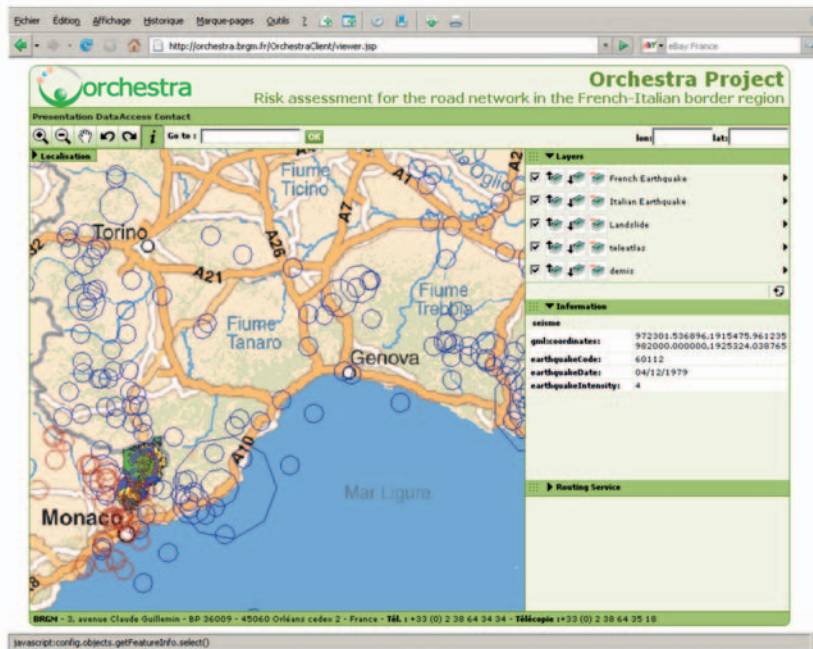 Fichier Édition Affichage Historique Marque-pages Outils ?
http://orchestra.brgm.fr/OrchestraClient/viewer.jsp
eBay France
orchestra
Orchestra Project
Risk assessment for the road network in the French-Italian border region
Presentation DataAccess Contact
Go to : OK lon: lat:
Localisation
Layers
French Earthquake
Italian Earthquake
Landslide
teleatlas
demis
Information
seisme
gml:coordinates: 972301.536896,1915475.961235
982000.000000,1925324.038765
earthquakeCode: 60112
earthquakeDate: 04/12/1979
earthquakeIntensity: 4
Routing Service
Fiume
Ticino
Oglio
A1
A2
A7
Torino
A26
32
A21
Fiume
Trebbia
Fiume
Tanaro
Genova
A10
Mar Ligure
Monaco
BRGM - 3, avenue Claude Guillemin - BP 36009 - 45060 Orléans cedex 2 - France - Tél. : +33 (0) 2 38 64 34 34 - Télécopie :+33 (0) 2 38 64 35 18
javascript:config.objects.getFeatureInfo.select()